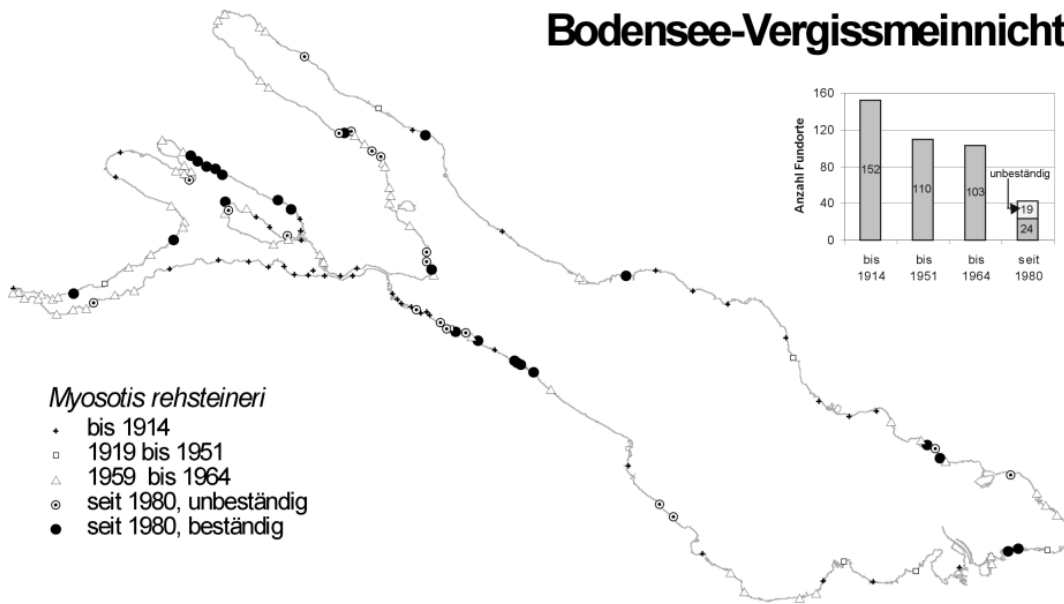 Bodensee-Vergissmeinnicht
Anzahl Fundorte
160
120
80
40
0
152
110
103
unbeständig
19
24
bis 1914
bis 1951
bis 1964
seit 1980
Myosotis rehsteineri
bis 1914
1919 bis 1951
1959 bis 1964
seit 1980, unbeständig
seit 1980, beständig